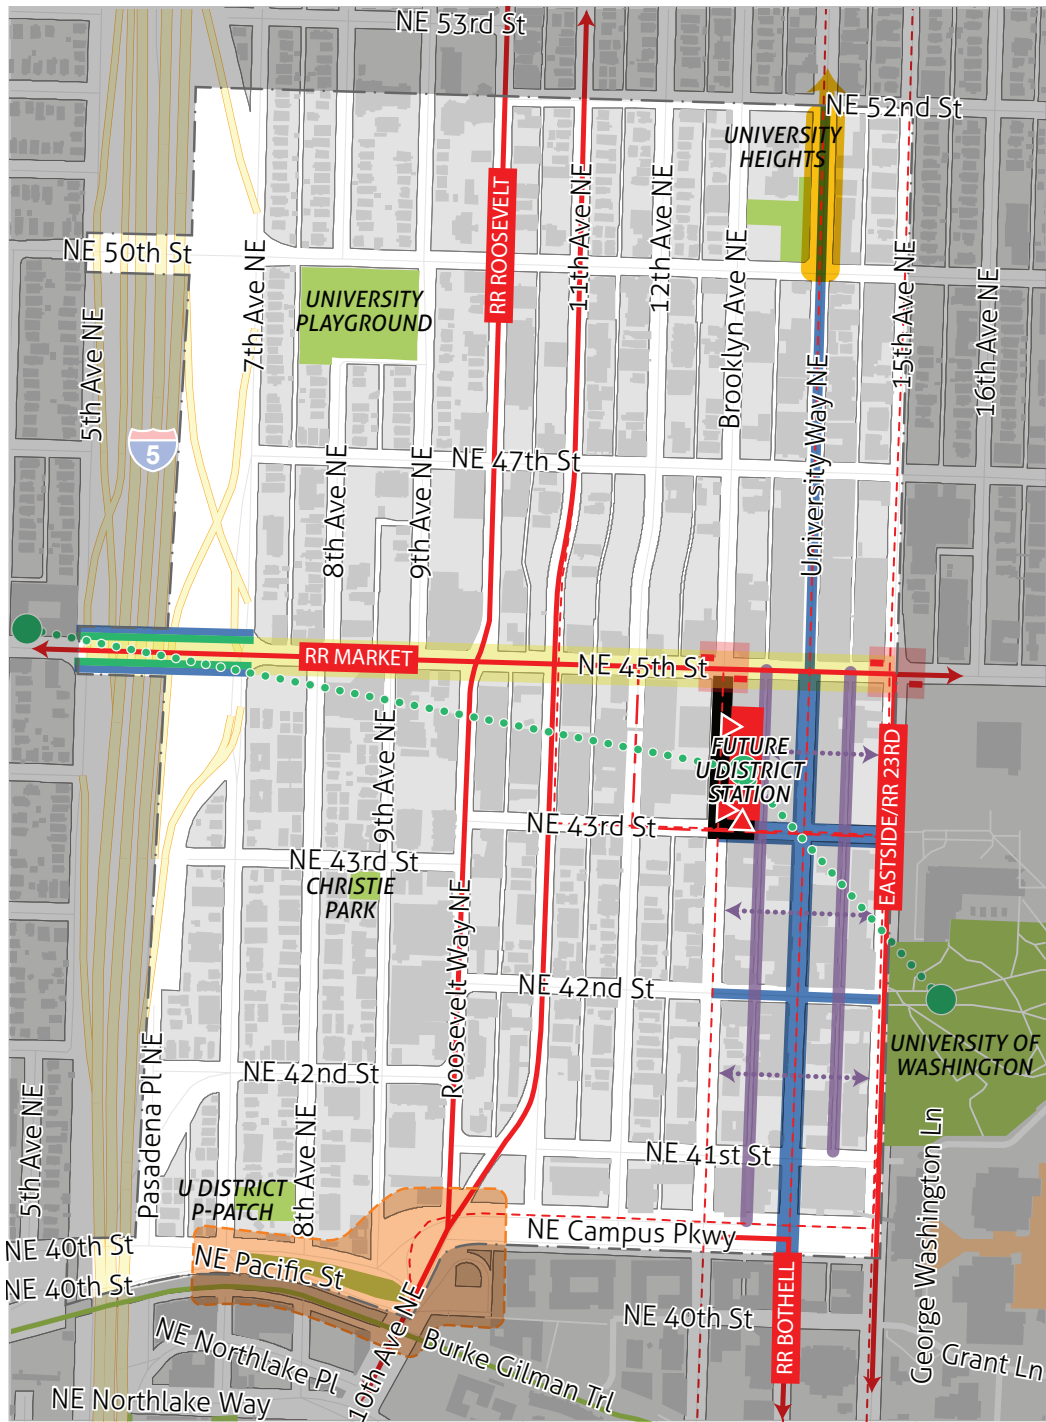 NE 53rd St
NE 52nd St
UNIVERSITY
HEIGHTS
RR ROOSEVELT
11th Ave NE
12th Ave NE
Brooklyn Ave NE
15th Ave NE
16th Ave NE
NE 50th St
7th Ave NE
UNIVERSITY
PLAYGROUND
5th Ave NE
University Way NE
5
8th Ave NE
9th Ave NE
NE 47th St
RR MARKET
NE 45th St
9th Ave NE
FUTURE
U DISTRICT
STATION
EASTSIDE/RR 23RD
NE 43rd St
NE 43rd St
CHRISTIE
PARK
Roosevelt Way NE
NE 42nd St
UNIVERSITY OF
WASHINGTON
NE 42nd St
Pasadena Pl NE
5th Ave NE
8th Ave NE
NE 41st St
George Washington Ln
U DISTRICT
P-PATCH
NE Campus Pkwy
NE 40th St
NE 40th St
NE Pacific St
RR BOTHELL
10th Ave NE
NE 40th St
NE Northlake Pl
Burke Gilman Trl
Grant Ln
NE Northlake Way